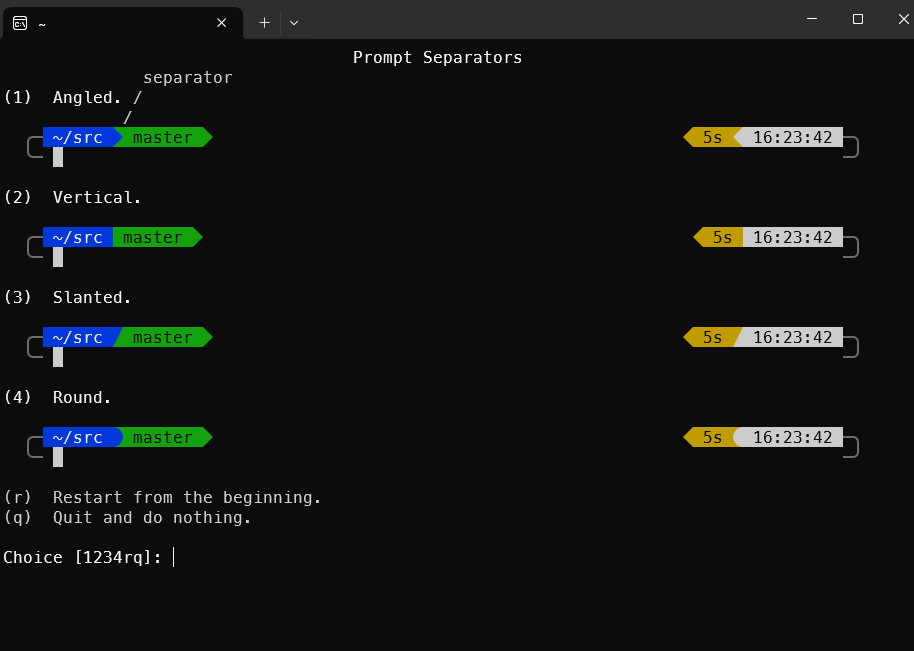 ~
Prompt Separators
separator
(1) Angled. /
/
~/src master 5s 16:23:42
(2) Vertical.
~/src master 5s 16:23:42
(3) Slanted.
~/src master 5s 16:23:42
(4) Round.
~/src master 5s 16:23:42
(r) Restart from the beginning.
(q) Quit and do nothing.
Choice [1234rq]: